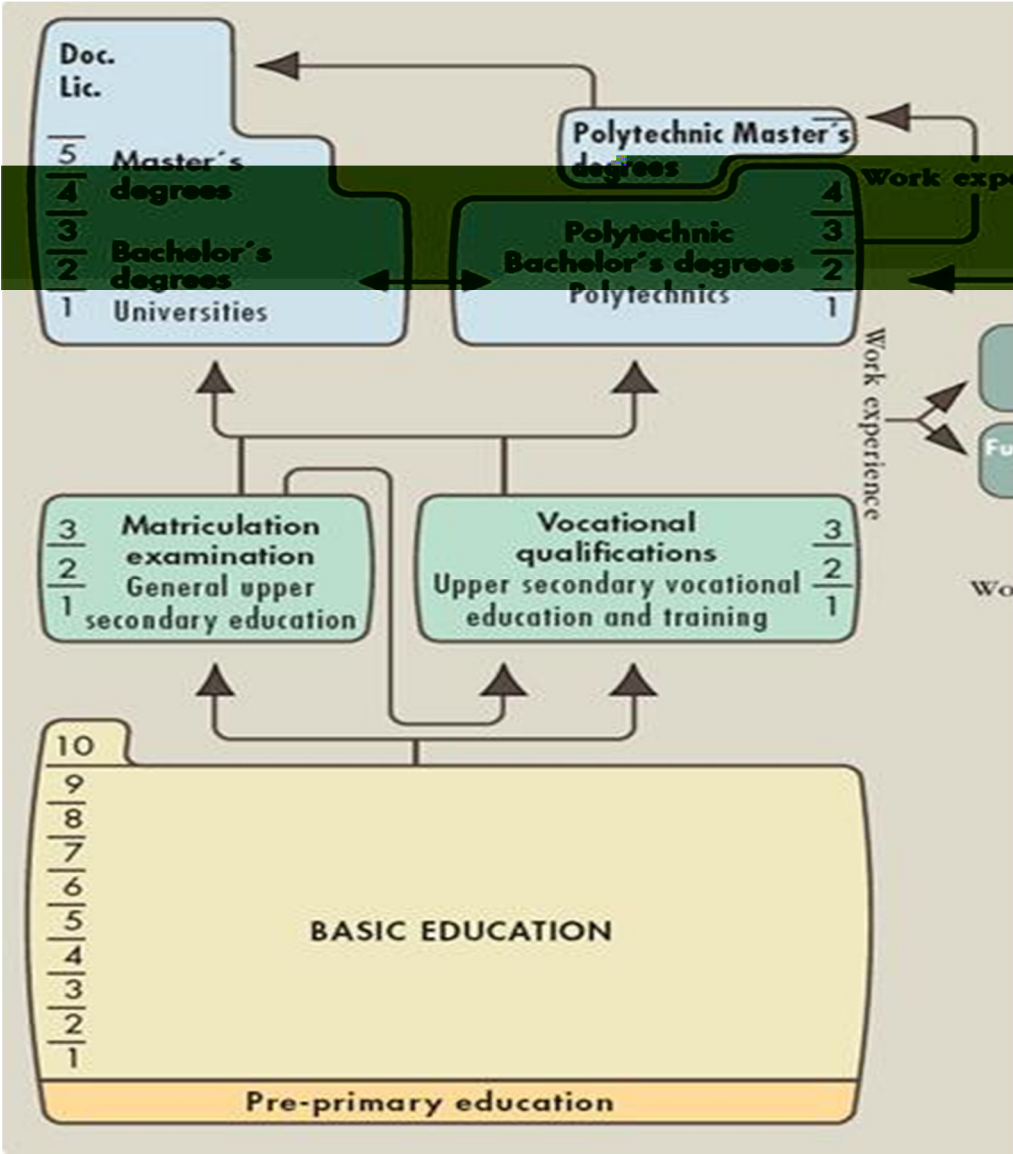 Doc.
Lic.
5
Master´s
4
degrees
3
Bachelor´s
2
degrees
1
Universities
Polytechnic Master´s
degrees
Work
4
Polytechnic
3
Bachelor´s degrees
2
Polytechnics
1
Work experience
3
Matriculation
examination
2
General upper
1
secondary education
Vocational
3
qualifications
2
Upper secondary vocational
1
education and training
10
9
8
7
6
5
4
3
2
1
BASIC EDUCATION
Pre-primary education